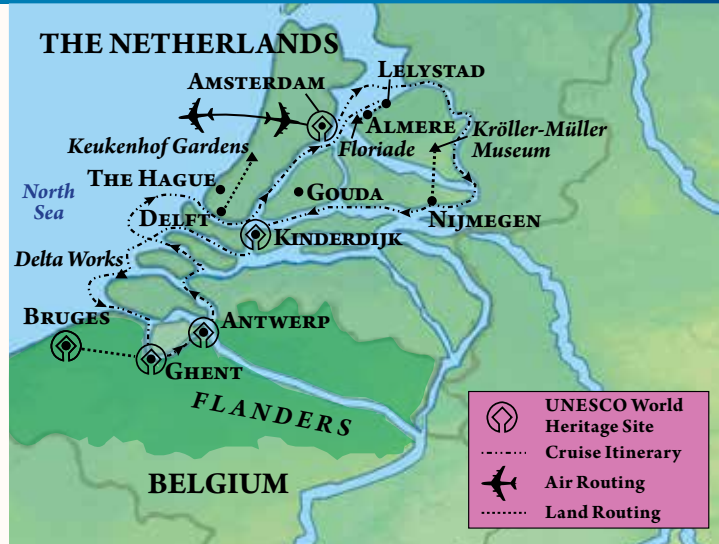 THE NETHERLANDS
AMSTERDAM
LELYSTAD
ALMERE
Floriade
Kröller-Müller
Museum
Keukenhof Gardens
THE HAGUE
North
Sea
GOUDA
DELFT
NIJMEGEN
KINDERDIJK
Delta Works
BRUGES
ANTWERP
GHENT
FLANDERS
BELGIUM
UNESCO World
Heritage Site
Cruise Itinerary
Air Routing
Land Routing